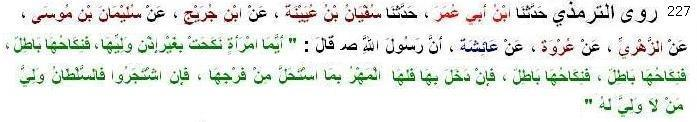 227 روى الترمذي حَدَّثَنَا ابْنُ أَبِي عُمَرَ ، حَدَّثَنَا سُفْيَانُ بْنُ عُيَيْنَةَ ، عَنْ ابْنِ جُرَيْجٍ ، عَنْ سُلَيْمَانَ بْنِ مُوسَى ،
عَنْ الزُّهْرِيِّ ، عَنْ عُرْوَةَ ، عَنْ عَائِشَةَ ، أَنَّ رَسُولَ اللَّهِ ص قَالَ : " أَيُّمَا امْرَأَةٍ نَكَحَتْ بِغَيْرِ إِذْنِ وَلِيِّهَا، فَنِكَاحُهَا بَاطِلٌ ،
فَنِكَاحُهَا بَاطِلٌ ، فَنِكَاحُهَا بَاطِلٌ ، فَإِنْ دَخَلَ بِهَا فَلَهَا الْمَهْرُ بِمَا اسْتَحَلَّ مِنْ فَرْجِهَا ، فَإِنِ اشْتَجَرُوا فَالسُّلْطَانُ وَلِيُّ
مَنْ لَا وَلِيَّ لَهُ "